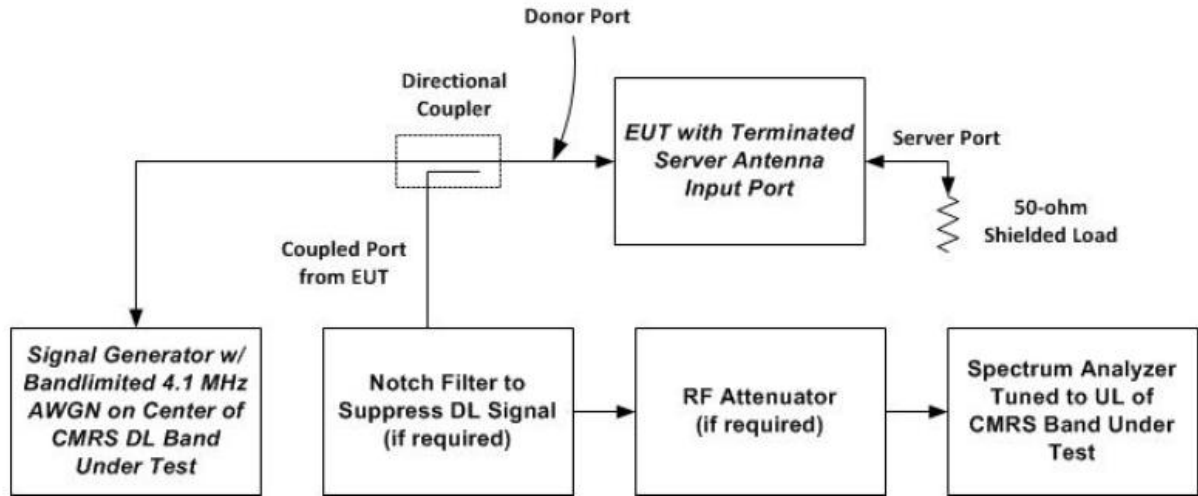 Donor Port
Directional
Coupler
EUT with Terminated
Server Antenna
Input Port
Server Port
50-ohm
Shielded Load
Coupled Port
from EUT
Signal Generator w/
Bandlimited 4.1 MHz
AWGN on Center of
CMRS DL Band
Under Test
Notch Filter to
Suppress DL Signal
(if required)
RF Attenuator
(if required)
Spectrum Analyzer
Tuned to UL of
CMRS Band Under
Test